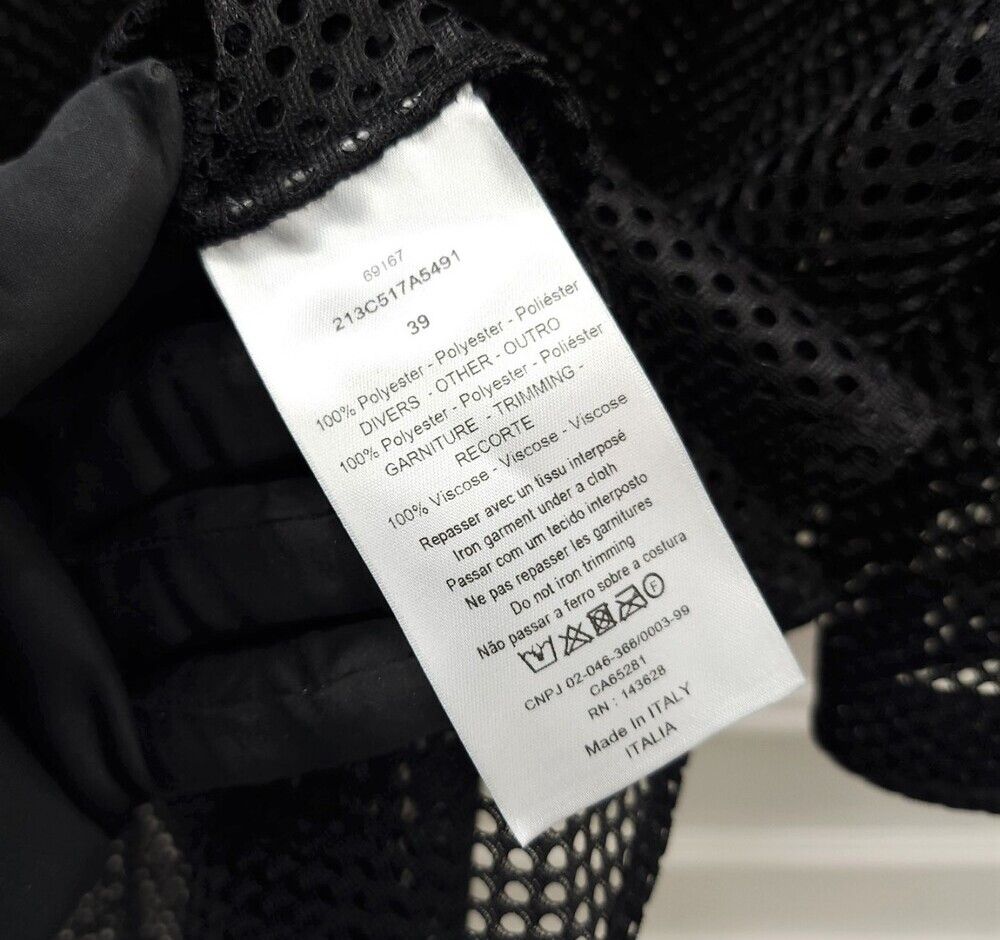 69167
213C517A5491
39
100% Polyester - Polyester - Poliéster
DIVERS - OTHER - OUTRO
100% Polyester - Polyester - Poliéster
GARNITURE - TRIMMING -
RECORTE
100% Viscose - Viscose - Viscose
Repasser avec un tissu interposé
Iron garment under a cloth
Passar com um tecido interposto
Ne pas repasser les garnitures
Do not iron trimming
Não passar a ferro sobre a costura
F
CNPJ 02-046-366/0003-99
CA65281
RN : 143628
Made In ITALY
ITALIA